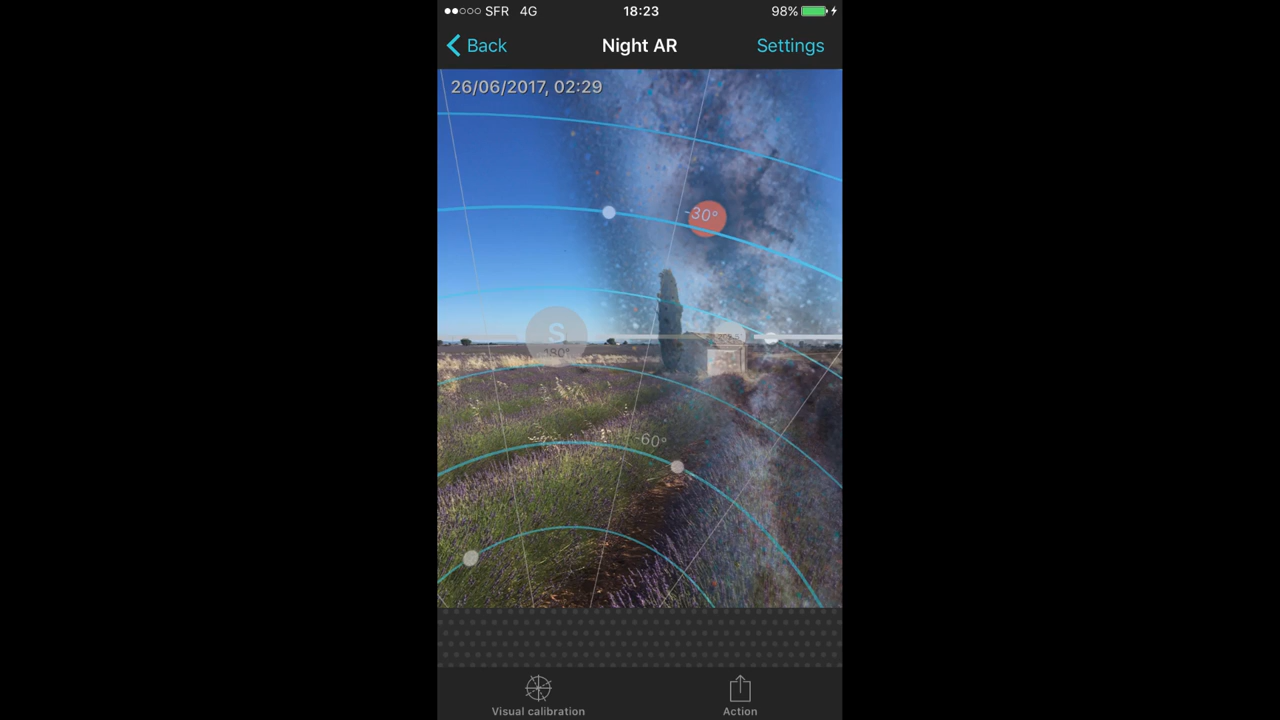 SFR 4G 18:23 98%
Back Night AR Settings
26/06/2017, 02:29
-30°
S
180°
-60°
Visual calibration Action